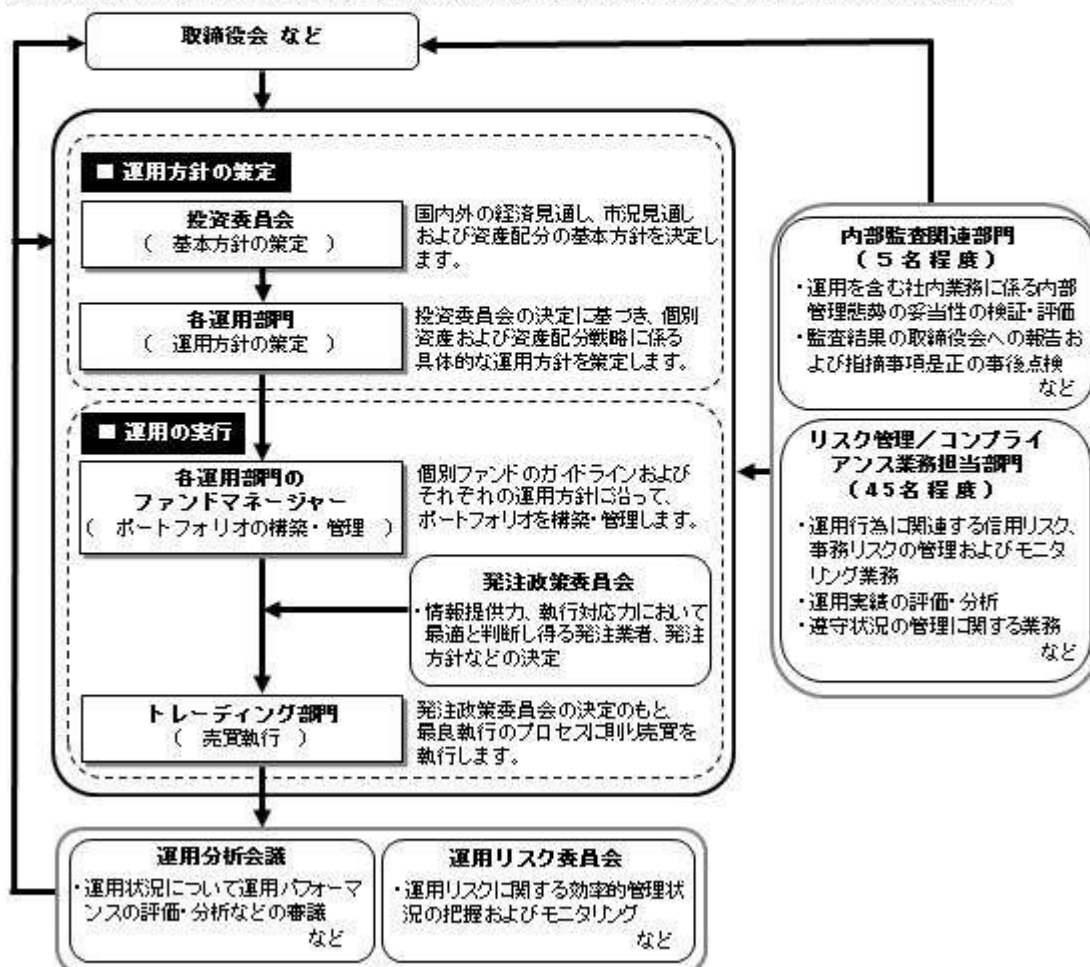 取締役会 など
■ 運用方針の策定
投資委員会
（ 基本方針の策定 ）
国内外の経済見通し、市況見通し
および資産配分の基本方針を決定し
ます。
各運用部門
（ 運用方針の策定 ）
投資委員会の決定に基づき、個別
資産および資産配分戦略に係る
具体的な運用方針を策定します。
■ 運用の実行
各運用部門の
ファンドマネージャー
（ ポートフォリオの構築・管理 ）
個別ファンドのガイドラインおよび
それぞれの運用方針に沿って、
ポートフォリオを構築・管理します。
発注政策委員会
・情報提供力、執行対応力において
最適と判断し得る発注業者、発注
方針などの決定
トレーディング部門
（ 売買執行 ）
発注政策委員会の決定のもと、
最良執行のプロセスに則り売買を
執行します。
運用分析会議
・運用状況について運用パフォーマ
ンスの評価・分析などの審議
など
運用リスク委員会
・運用リスクに関する効率的管理状
況の把握およびモニタリング
など
内部監査関連部門
（５名程度）
・運用を含む社内業務に係る内部
管理態勢の妥当性の検証・評価
・監査結果の取締役会への報告お
よび指摘事項是正の事後点検
など
リスク管理／コンプライ
アンス業務担当部門
（45名程度）
・運用行為に関連する信用リスク、
事務リスクの管理およびモニタ
リング業務
・運用実績の評価・分析
・遵守状況の管理に関する業務
など